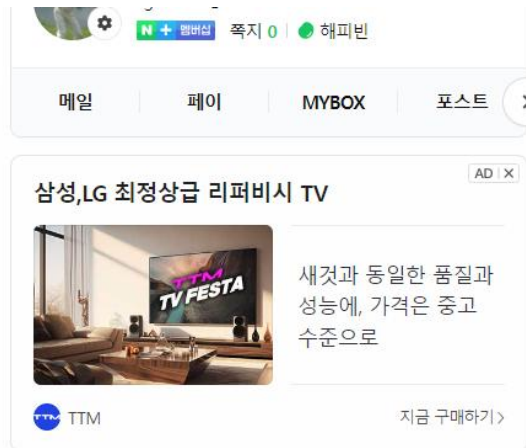 N + 멤버십 쪽지 0 해피빈
메일 페이 MYBOX 포스트
AD X
삼성,LG 최정상급 리퍼비시 TV
TTM
TV FESTA
새것과 동일한 품질과
성능에, 가격은 중고
수준으로
TTM TTM 지금 구매하기